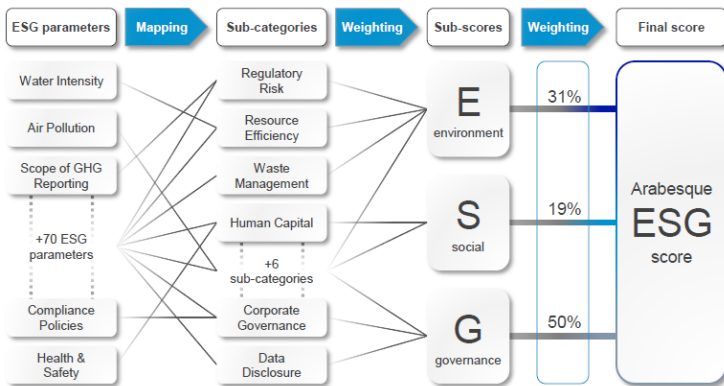 ESG parameters
Mapping
Sub-categories
Weighting
Sub-scores
Weighting
Final score
Water Intensity
Air Pollution
Scope of GHG
Reporting
+70 ESG
parameters
Compliance
Policies
Health &
Safety
Regulatory
Risk
Resource
Efficiency
Waste
Management
Human Capital
+6
sub-categories
Corporate
Governance
Data
Disclosure
E
environment
S
social
G
governance
31%
19%
50%
Arabesque
ESG
score